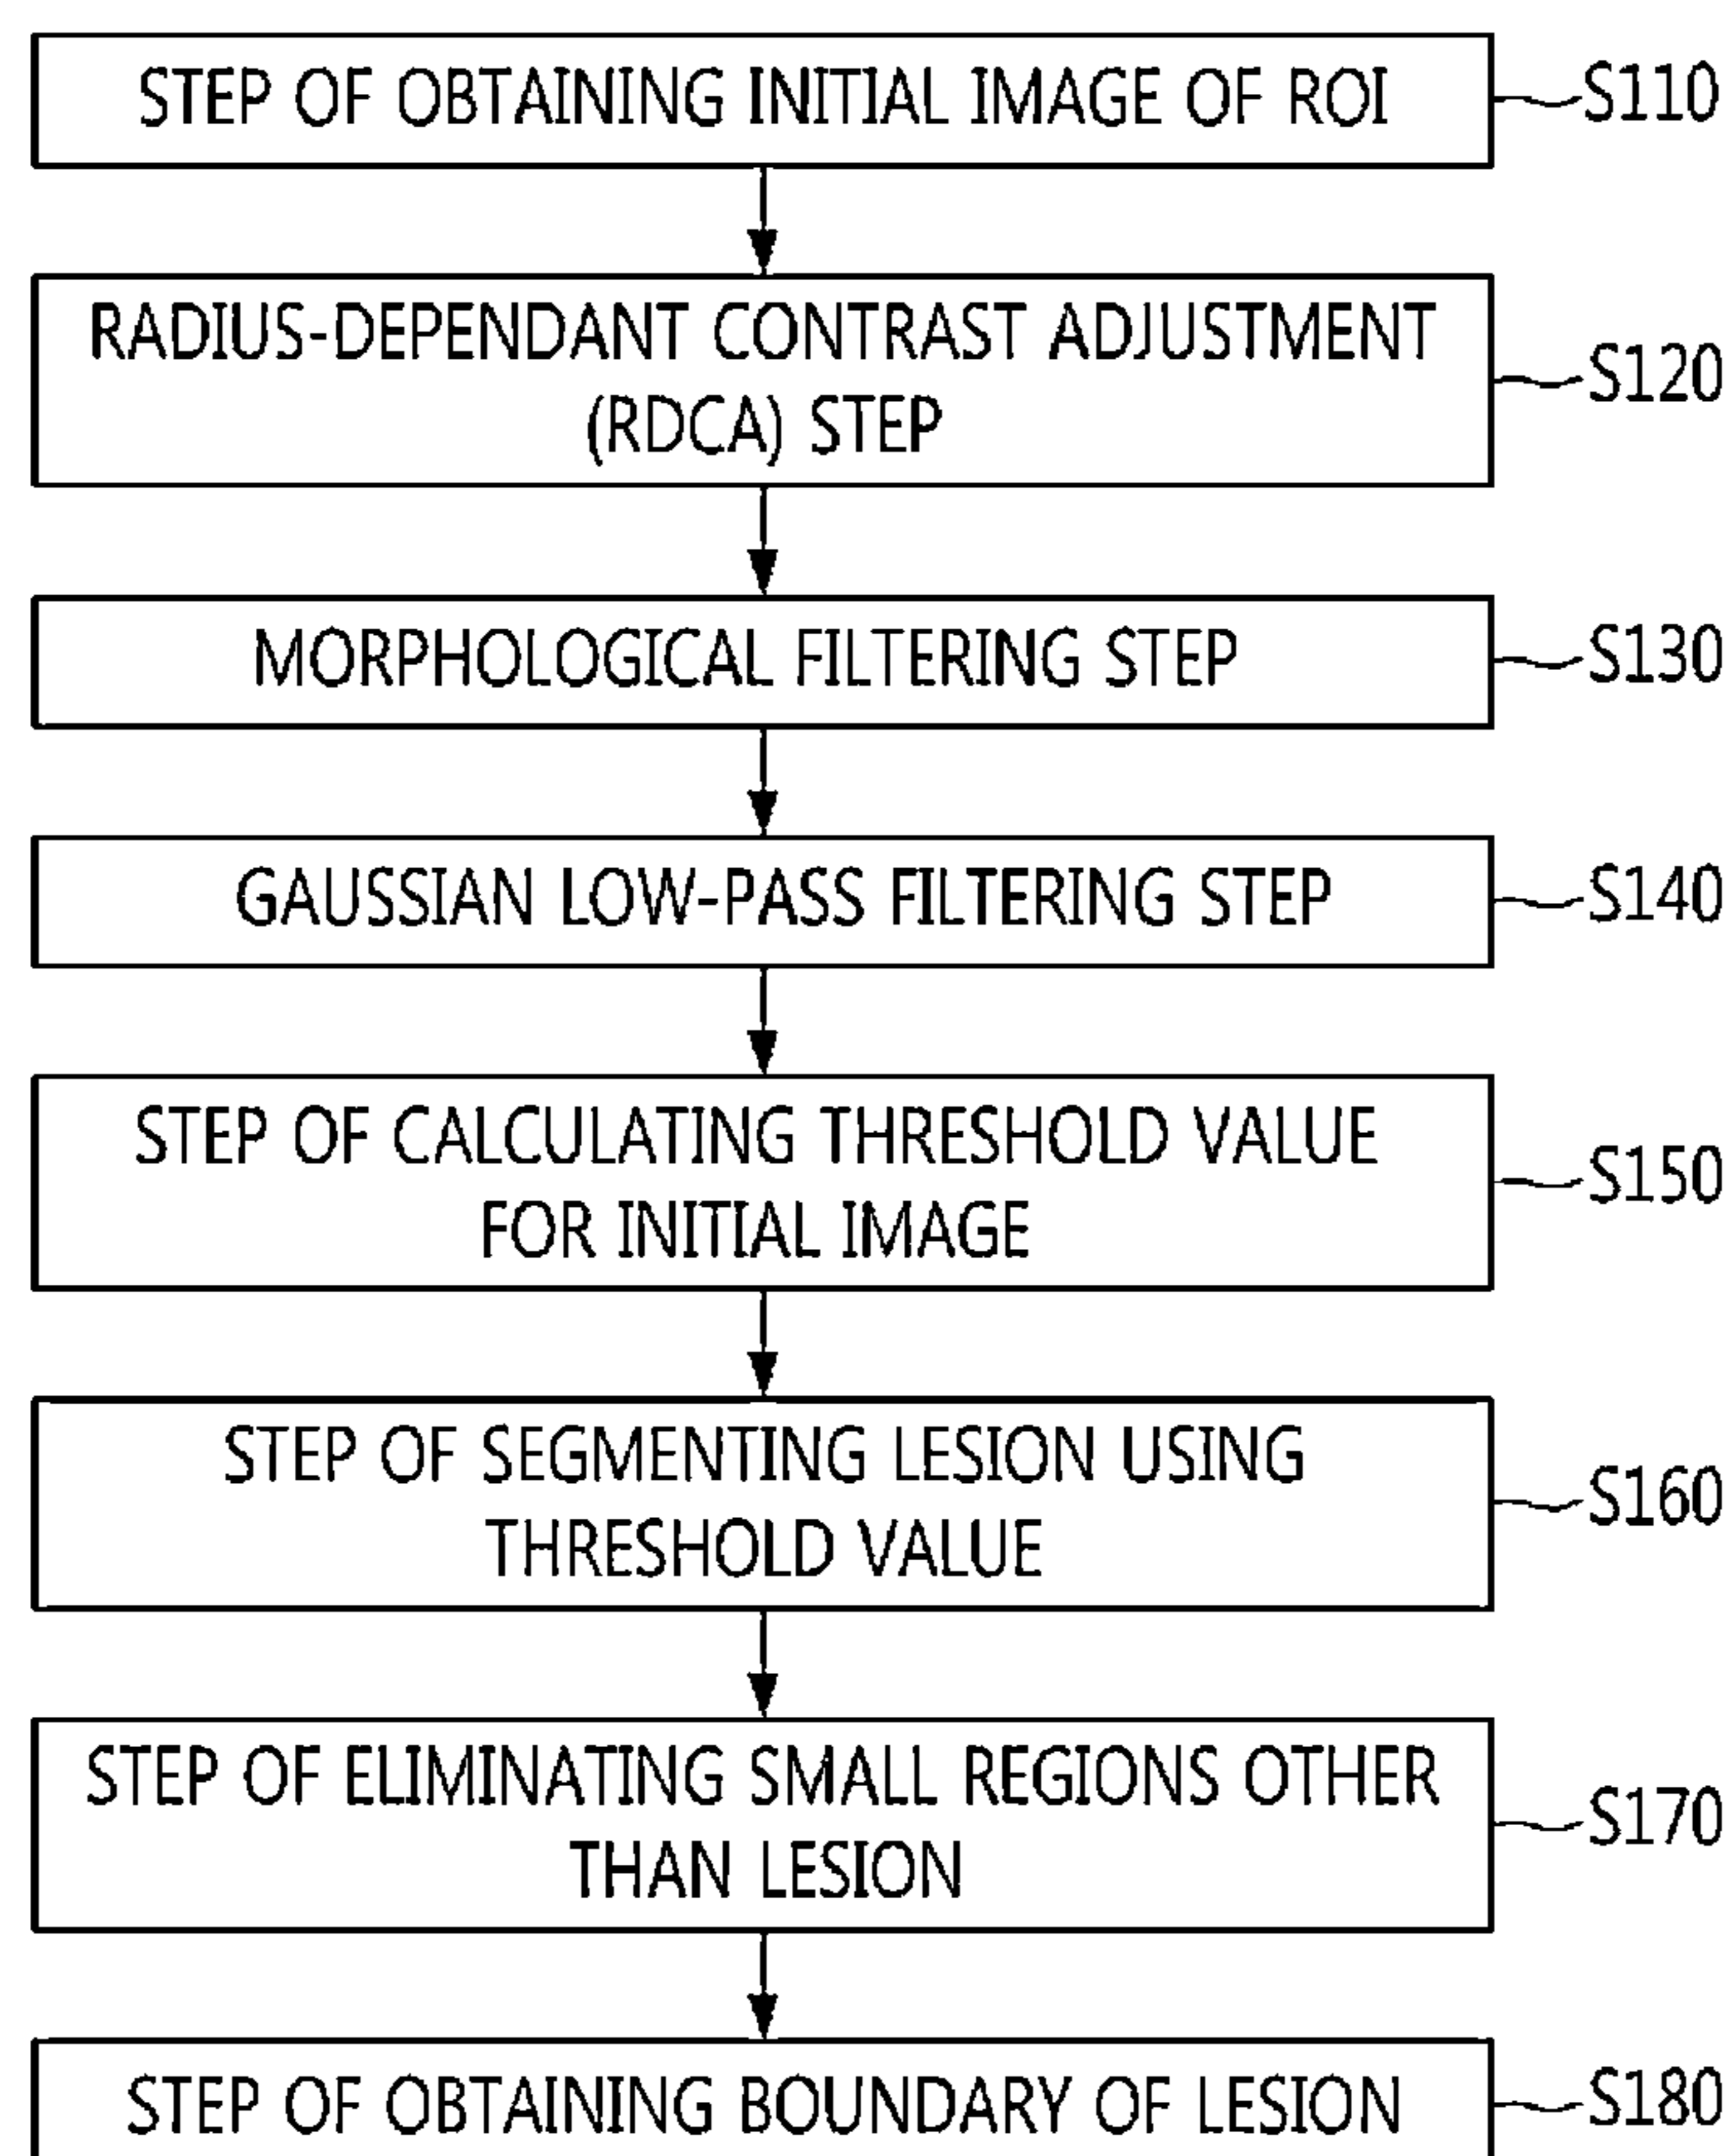 STEP OF OBTAINING INITIAL IMAGE OF ROI
S110
RADIUS-DEPENDANT CONTRAST ADJUSTMENT
(RDCA) STEP
S120
MORPHOLOGICAL FILTERING STEP
S130
GAUSSIAN LOW-PASS FILTERING STEP
S140
STEP OF CALCULATING THRESHOLD VALUE
FOR INITIAL IMAGE
S150
STEP OF SEGMENTING LESION USING
THRESHOLD VALUE
S160
STEP OF ELIMINATING SMALL REGIONS OTHER
THAN LESION
S170
STEP OF OBTAINING BOUNDARY OF LESION
S180